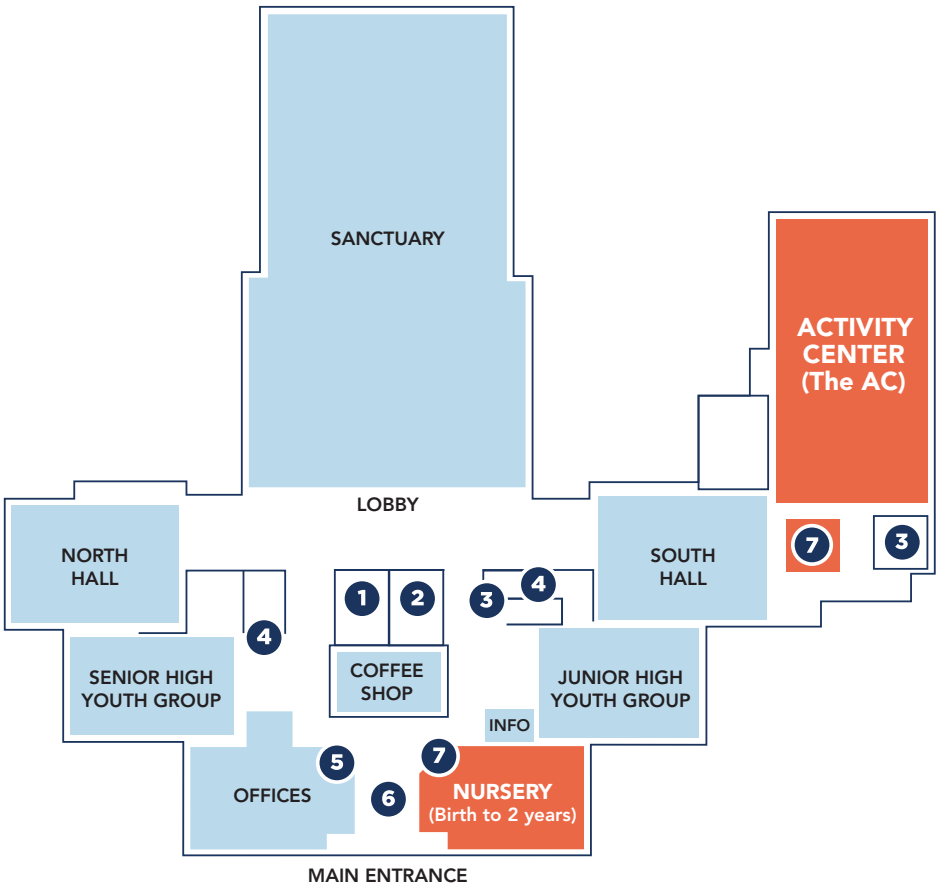 SANCTUARY
ACTIVITY
CENTER
(The AC)
LOBBY
NORTH
HALL
SOUTH
HALL
7
3
1
2
3
4
4
SENIOR HIGH
YOUTH GROUP
COFFEE
SHOP
JUNIOR HIGH
YOUTH GROUP
INFO
5
7
OFFICES
6
NURSERY
(Birth to 2 years)
MAIN ENTRANCE